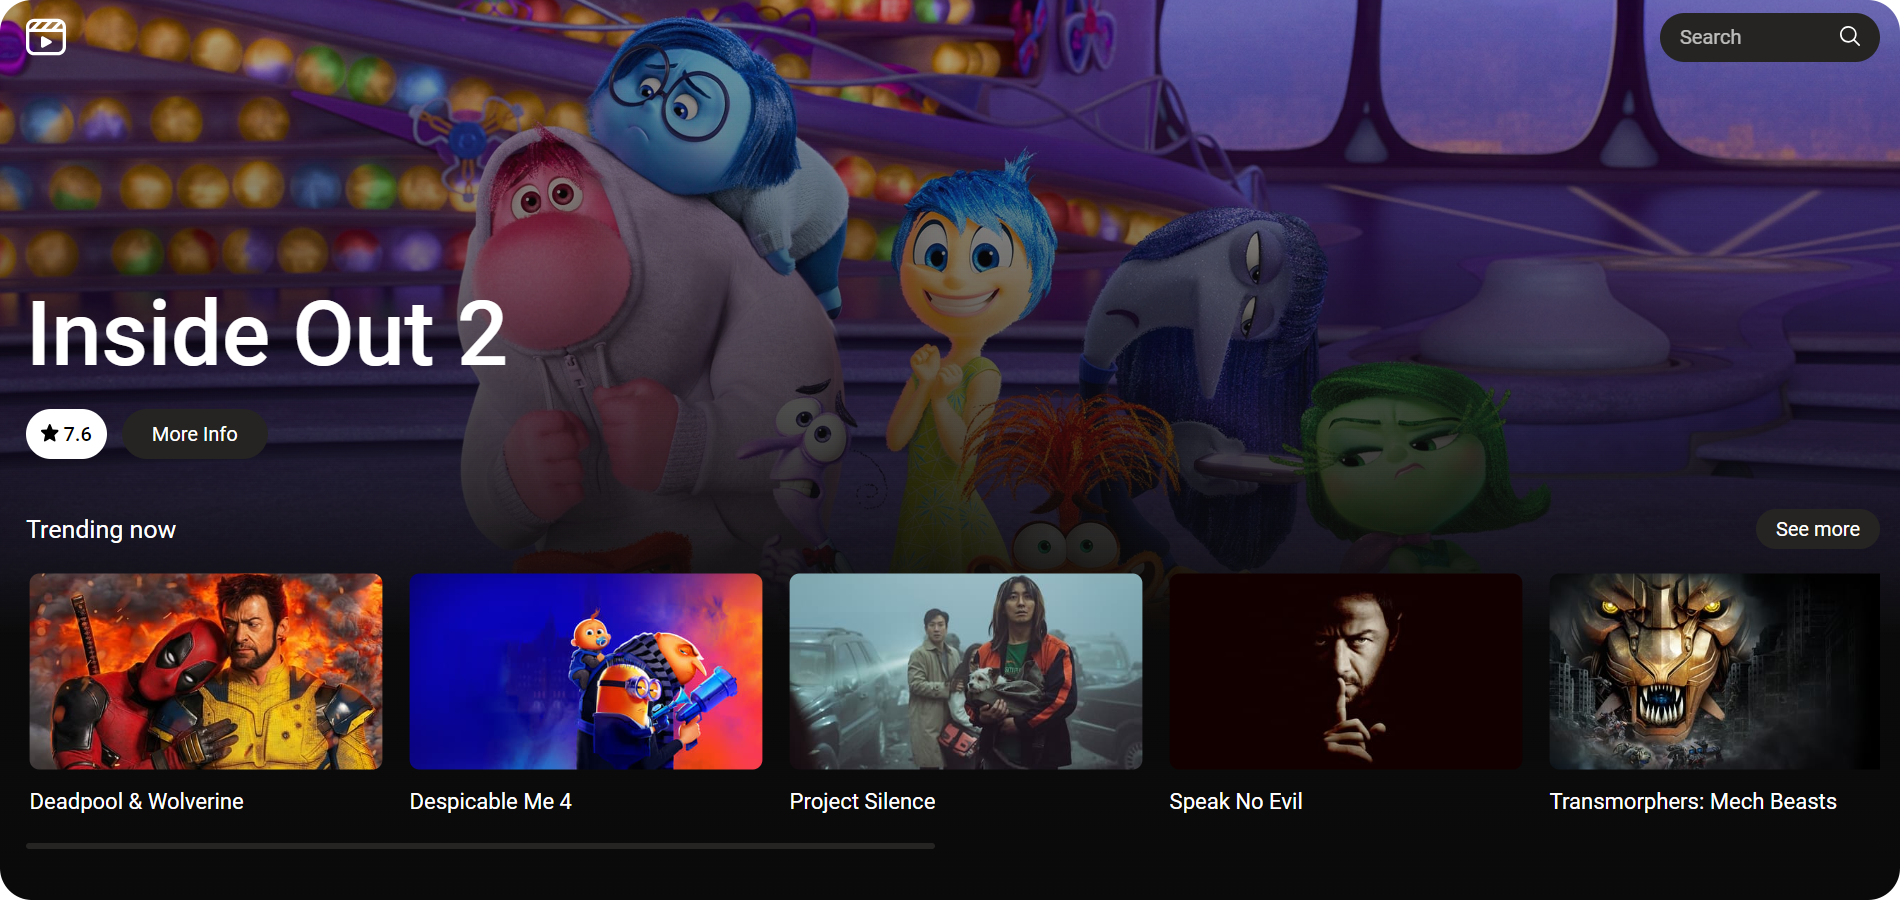 Search
Inside Out 2
7.6
More Info
Trending now
See more
Deadpool & Wolverine
Despicable Me 4
Project Silence
Speak No Evil
Transmorphers: Mech Beasts